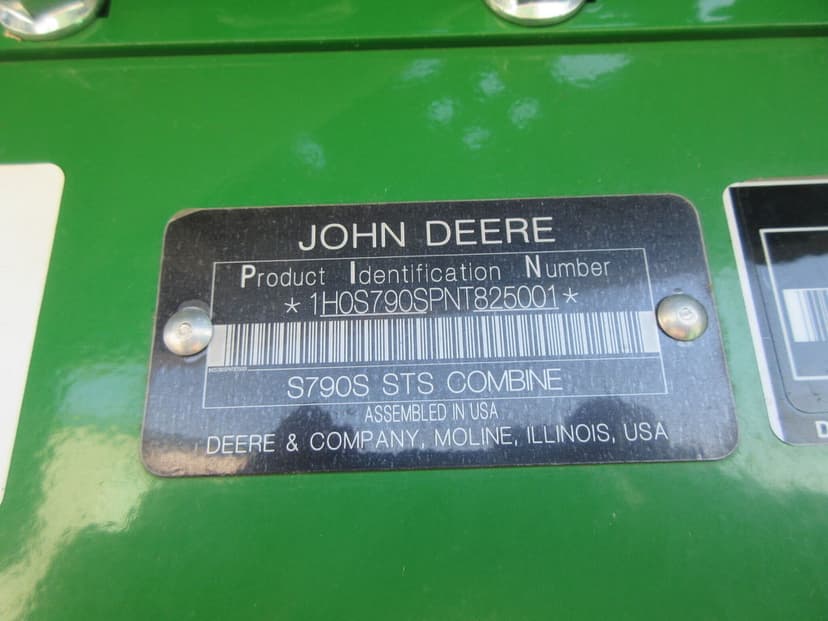 JOHN DEERE
Product Identification Number
*1H0S790SPNT825001*
S790S STS COMBINE
ASSEMBLED IN USA
DEERE & COMPANY, MOLINE, ILLINOIS, USA
D